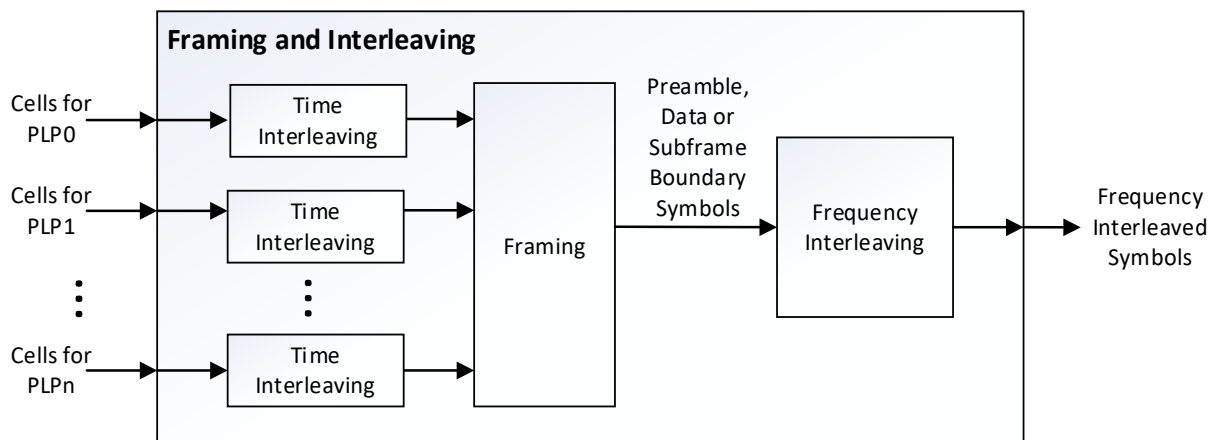 Framing and Interleaving
Cells for
PLP0
Time
Interleaving
Cells for
PLP1
Time
Interleaving
Cells for
PLPn
Time
Interleaving
Framing
Preamble,
Data or
Subframe
Boundary
Symbols
Frequency
Interleaving
Frequency
Interleaved
Symbols